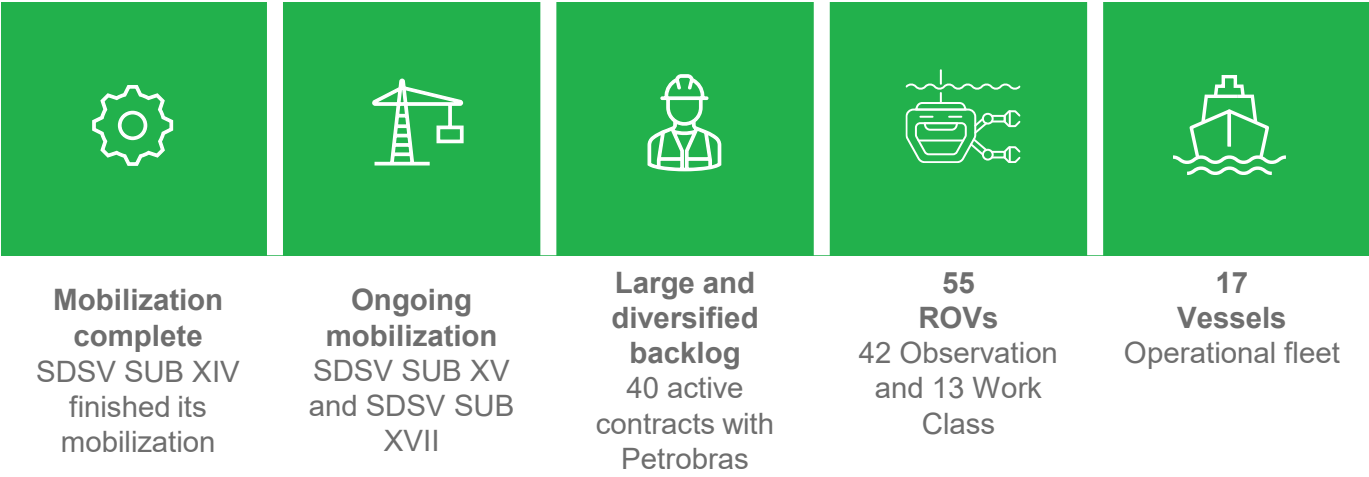 Mobilization
complete
SDSV SUB XIV
finished its
mobilization
Ongoing
mobilization
SDSV SUB XV
and SDSV SUB
XVII
Large and
diversified
backlog
40 active
contracts with
Petrobras
55
ROVs
42 Observation
and 13 Work
Class
17
Vessels
Operational fleet